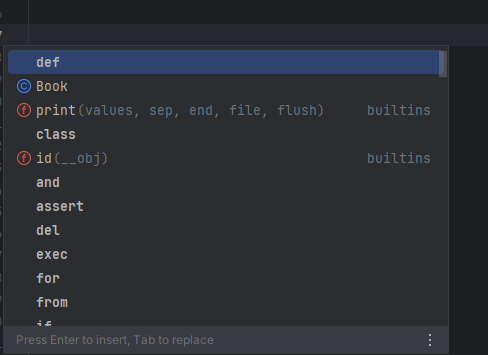 def
Book
print(values, sep, end, file, flush) builtins
class
id(__obj) builtins
and
assert
del
exec
for
from
if
Press Enter to insert, Tab to replace